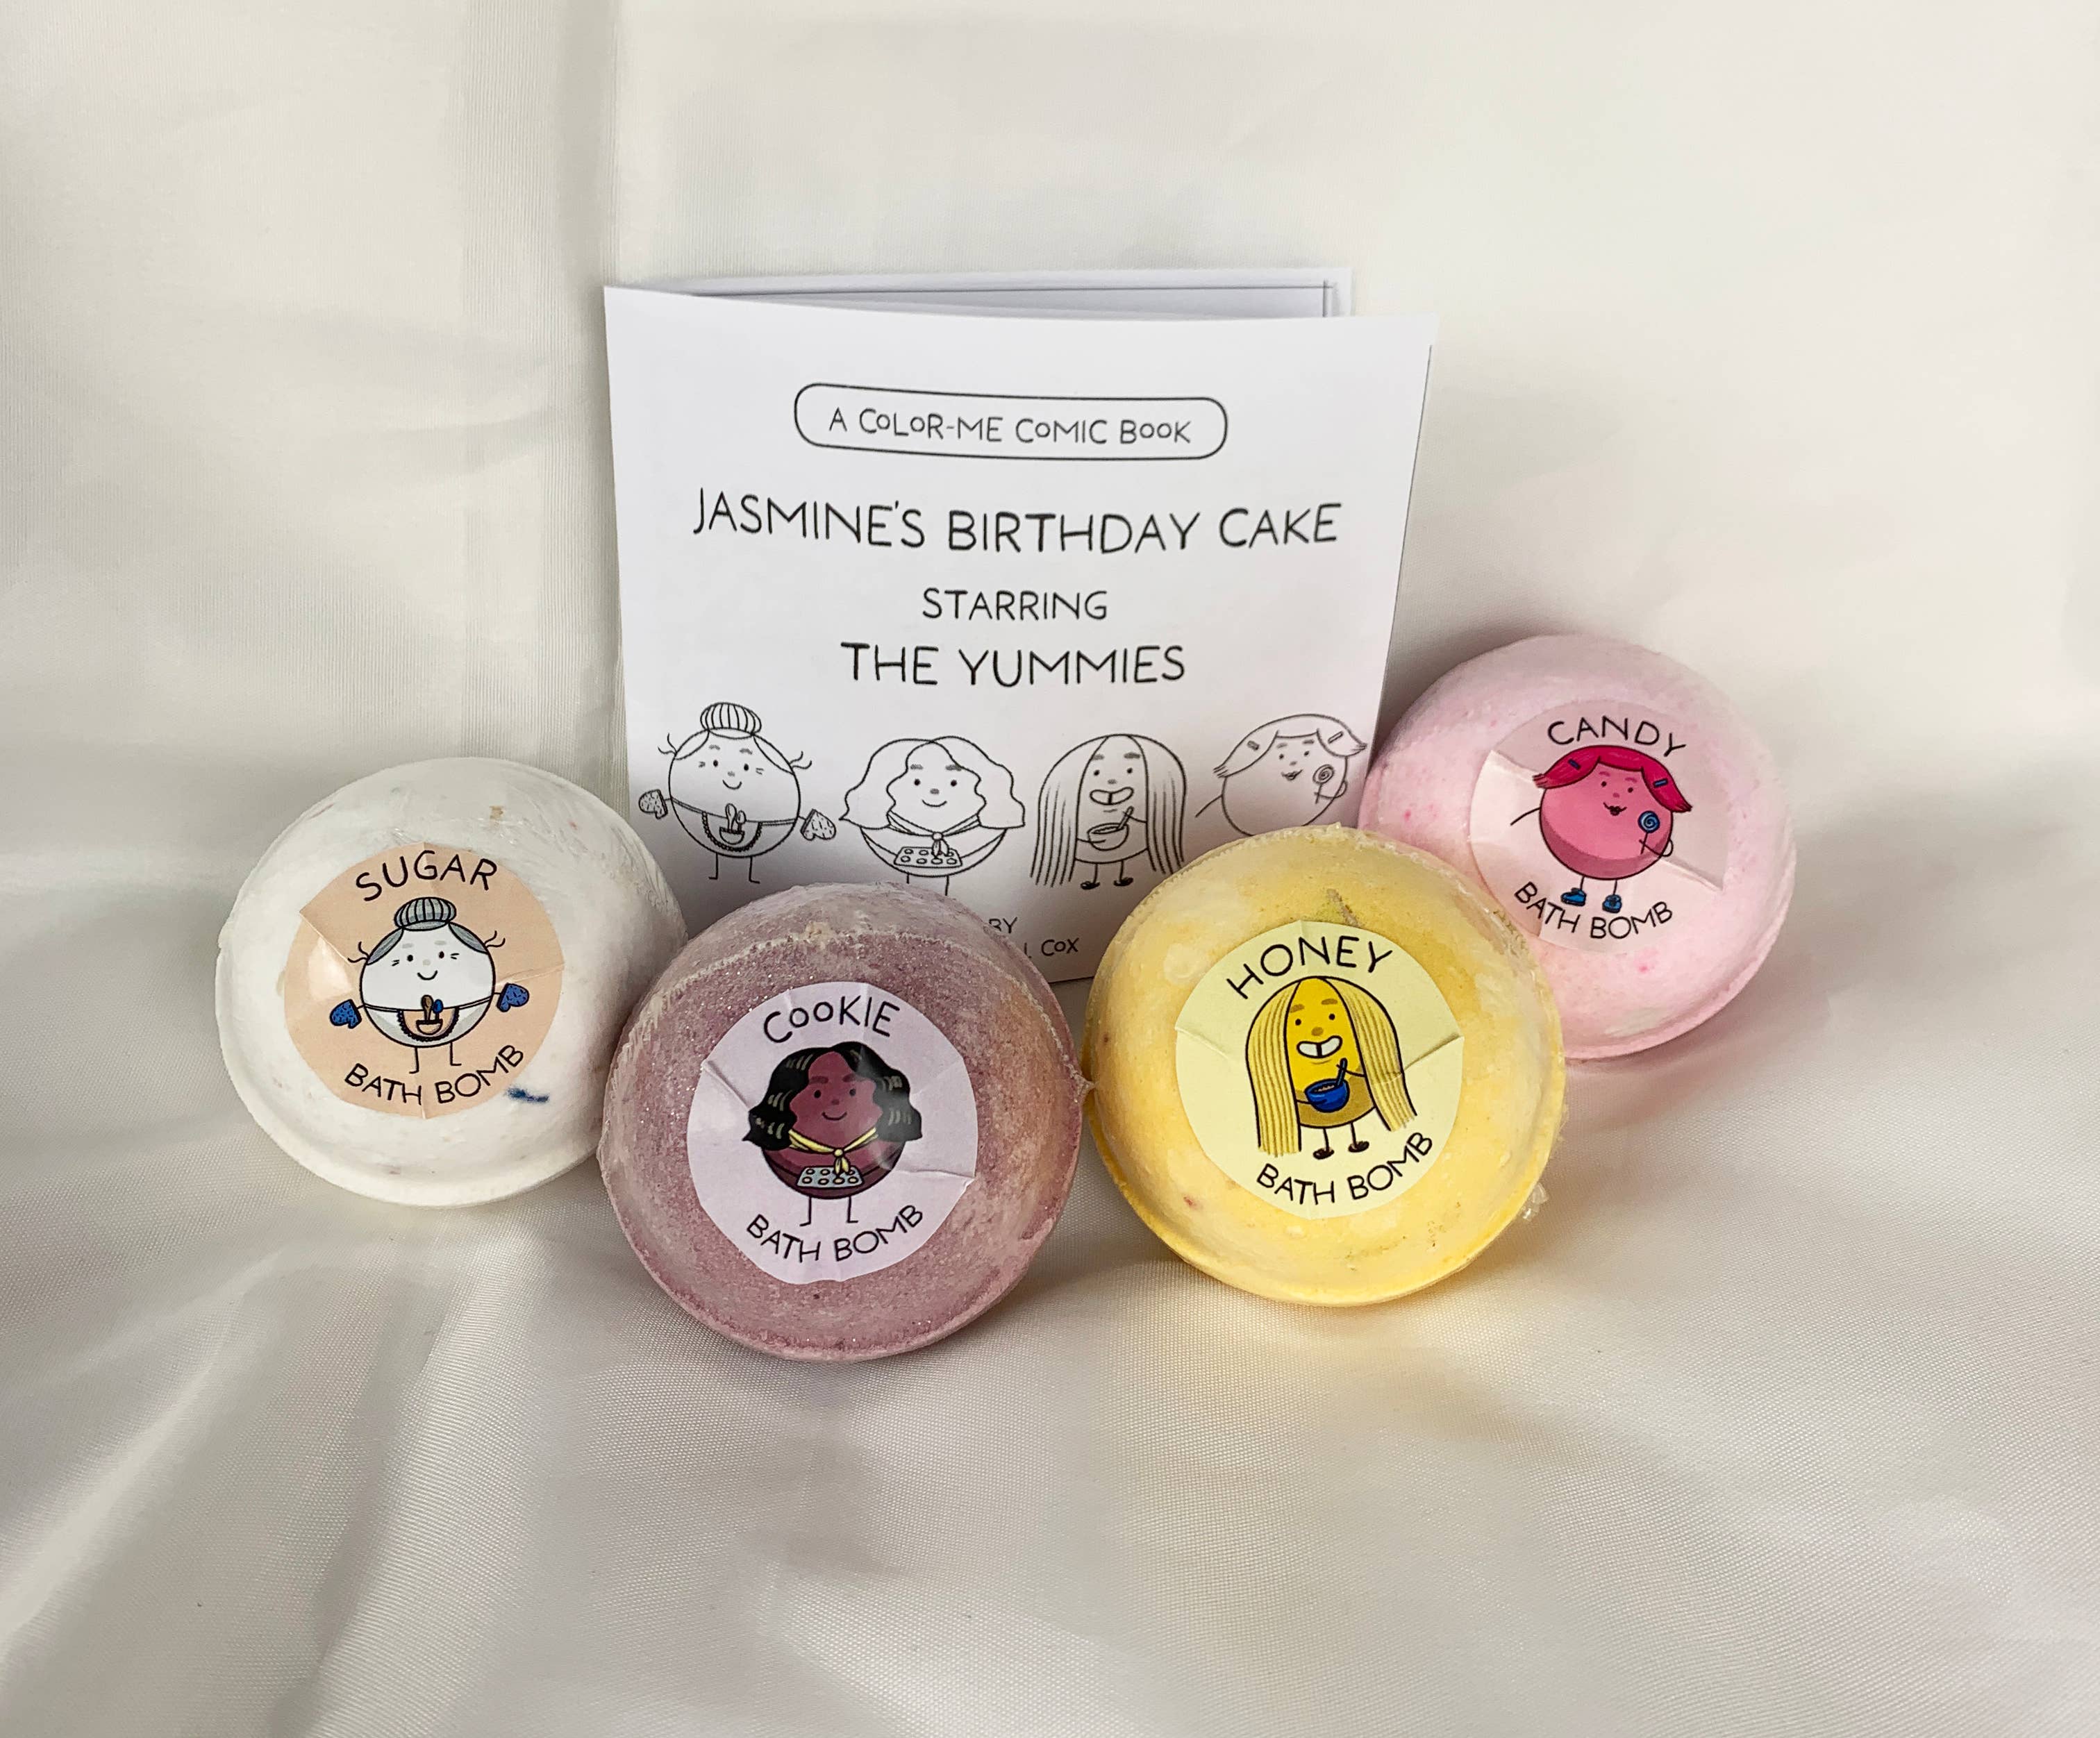 A COLOR-ME COMIC BOOK
JASMINE'S BIRTHDAY CAKE
STARRING
THE YUMMIES
BY
COX
SUGAR
BATH BOMB
COOKIE
BATH BOMB
HONEY
BATH BOMB
CANDY
BATH BOMB